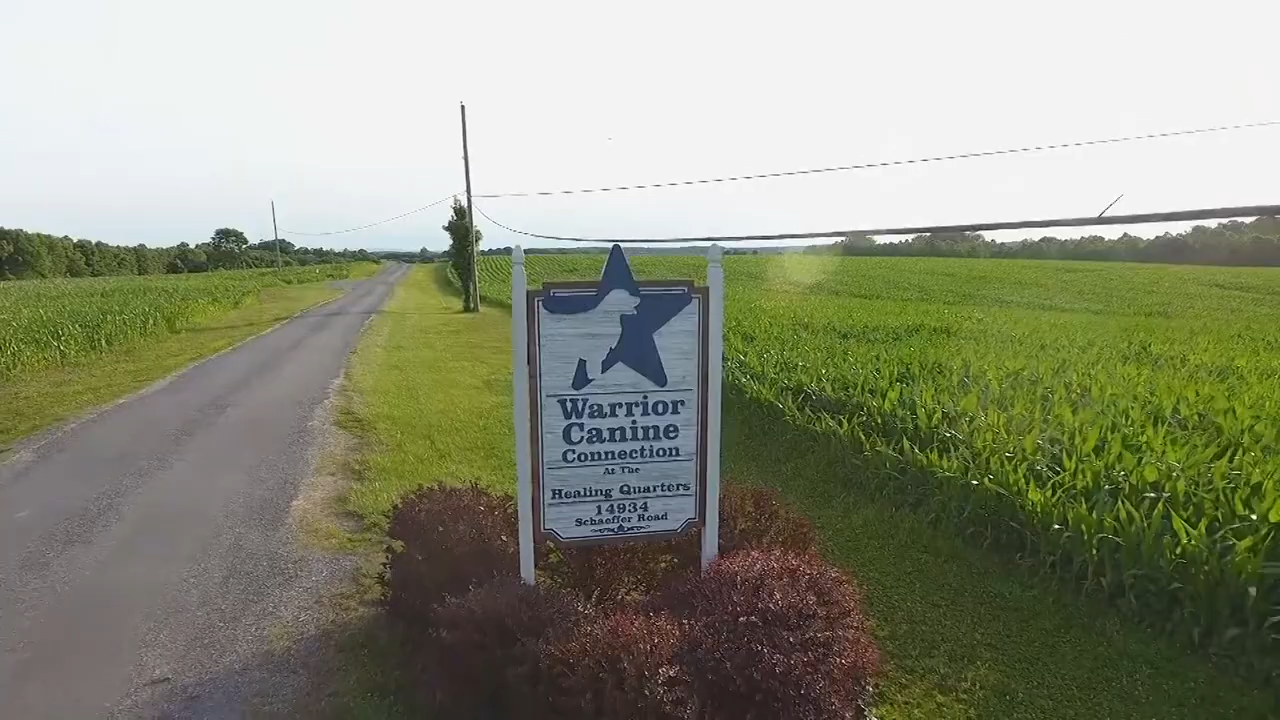 Warrior
Canine
Connection
At The
Healing Quarters
14934
Schaeffer Road